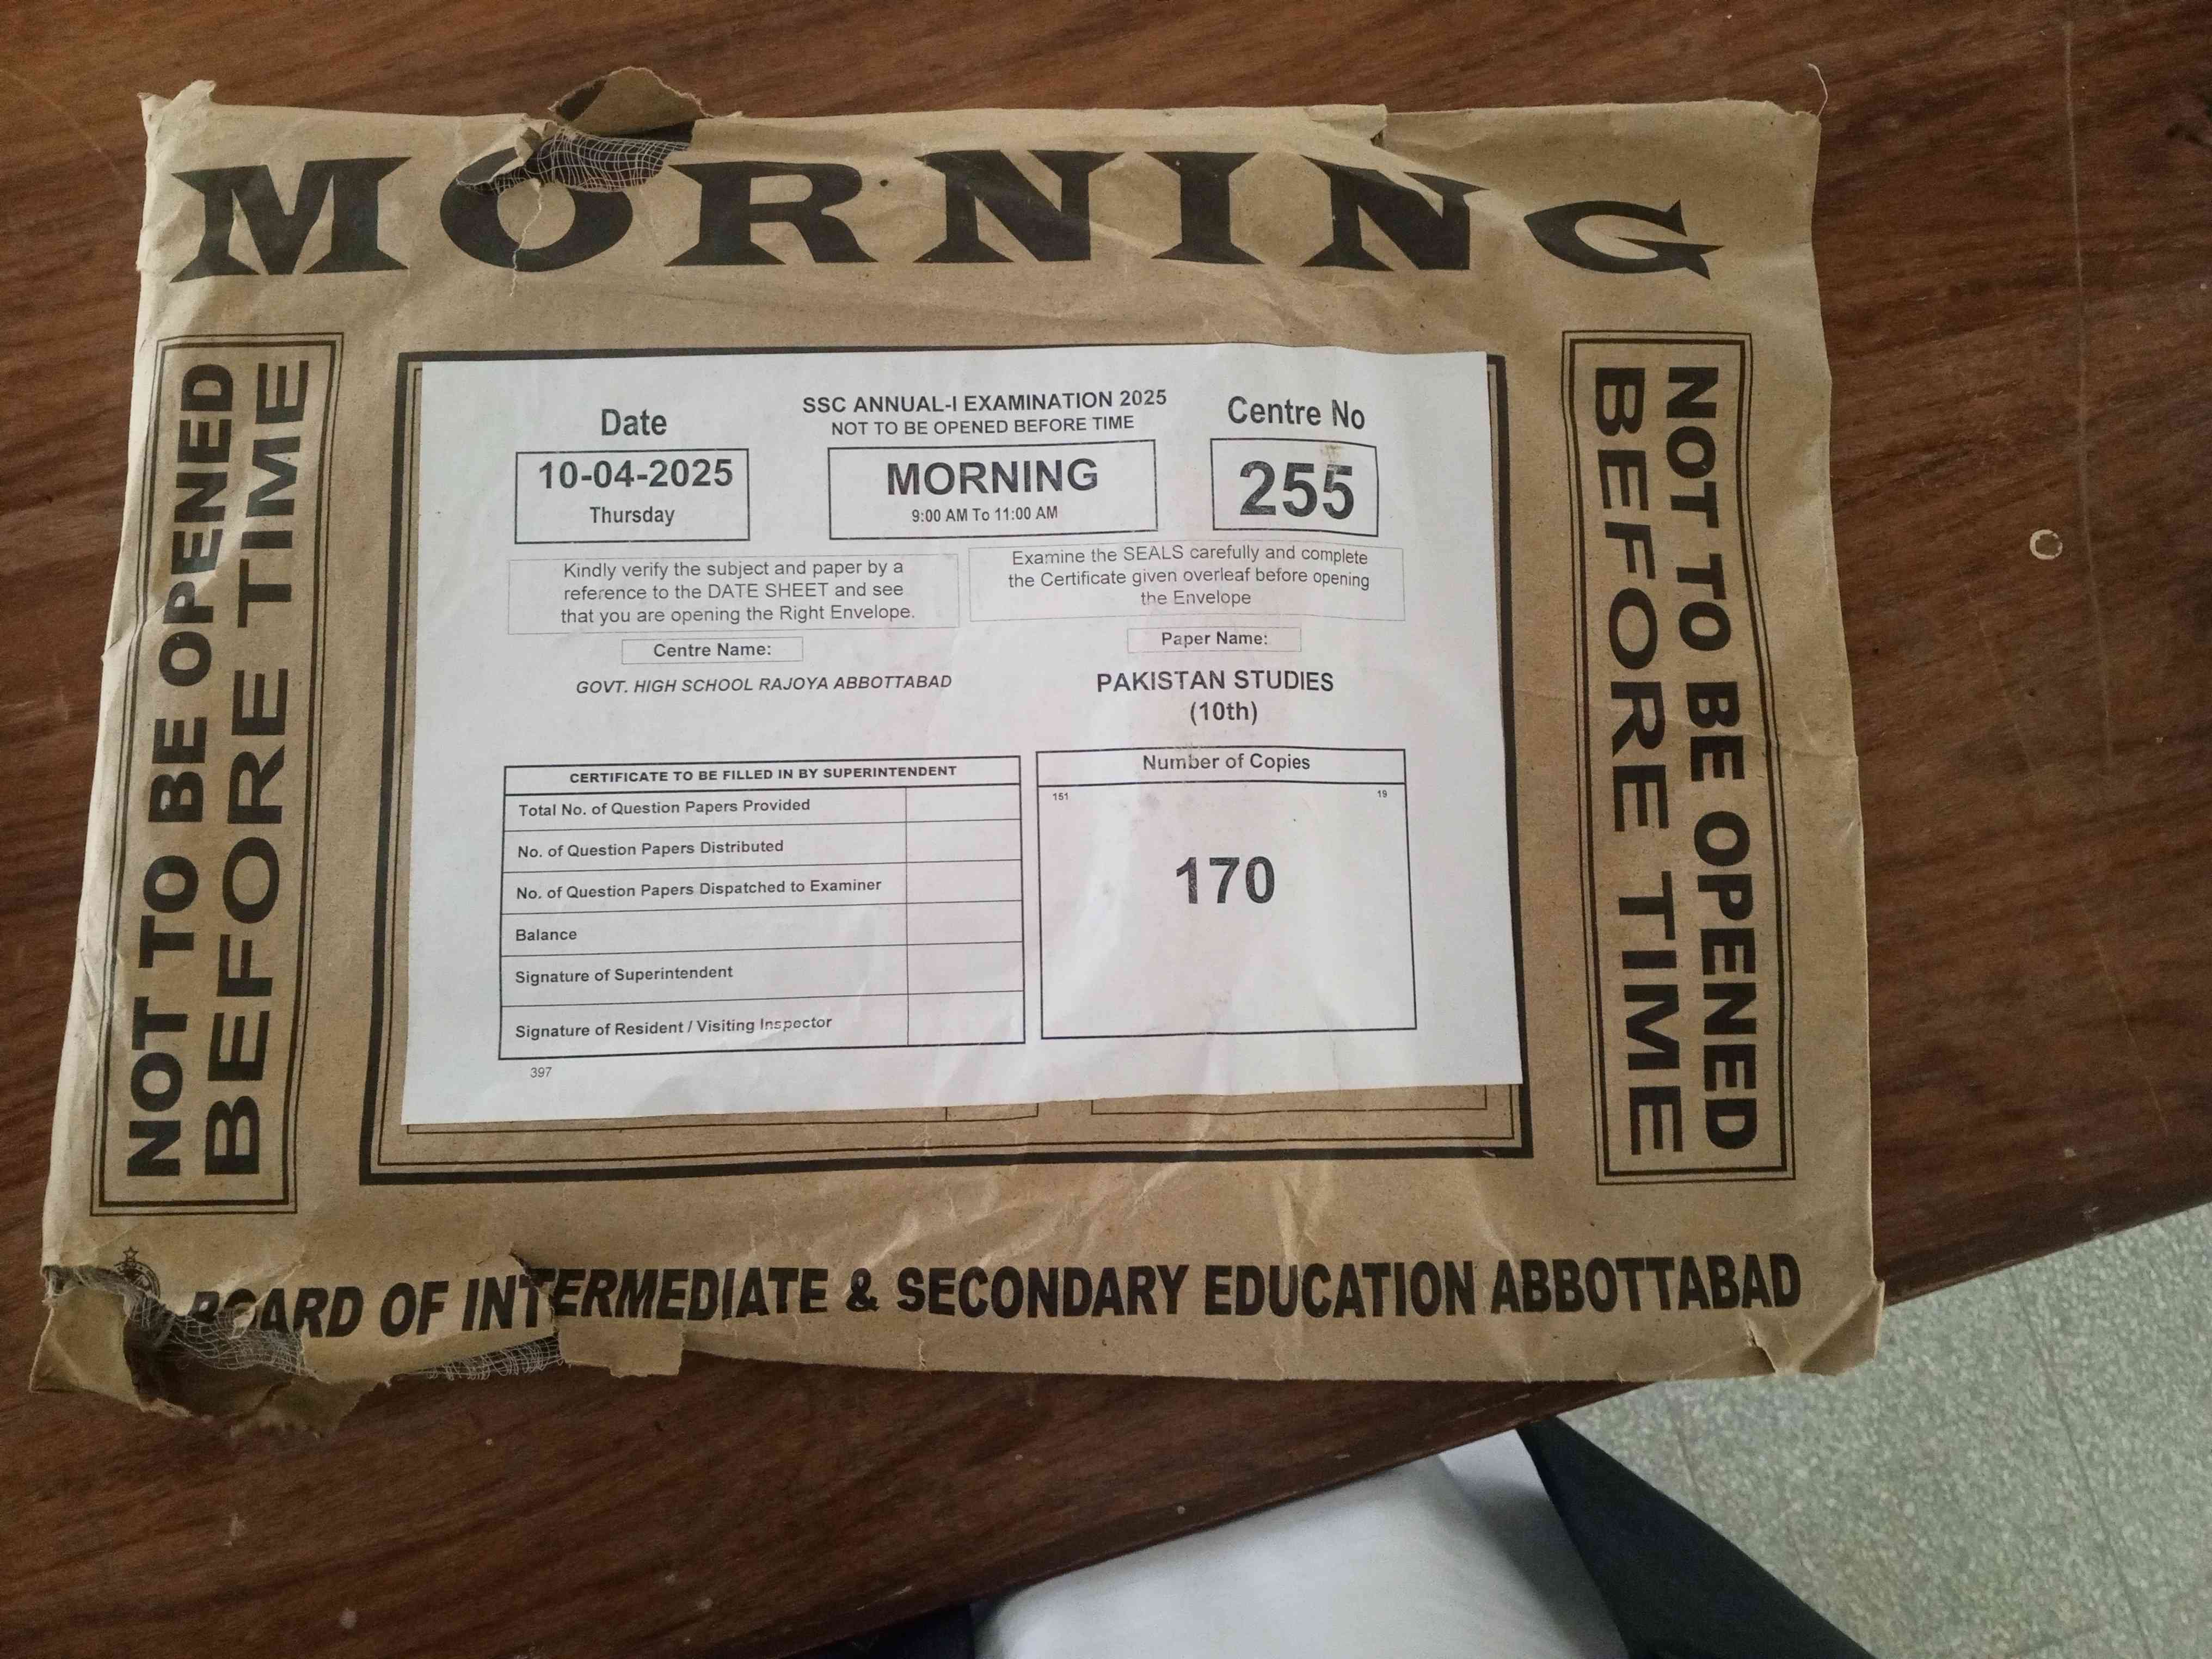 MORNING
NOT TO BE OPENED
BEFORE TIME
Date
10-04-2025
Thursday
SSC ANNUAL-I EXAMINATION 2025
NOT TO BE OPENED BEFORE TIME
MORNING
9:00 AM To 11:00 AM
Centre No
255
Kindly verify the subject and paper by a
reference to the DATE SHEET and see
that you are opening the Right Envelope.
Examine the SEALS carefully and complete
the Certificate given overleaf before opening
the Envelope
Centre Name:
GOVT. HIGH SCHOOL RAJOYA ABBOTTABAD
Paper Name:
PAKISTAN STUDIES
(10th)
CERTIFICATE TO BE FILLED IN BY SUPERINTENDENT
Total No. of Question Papers Provided
No. of Question Papers Distributed
No. of Question Papers Dispatched to Examiner
Balance
Signature of Superintendent
Signature of Resident / Visiting Inspector
397
Number of Copies
151 19
170
NOT TO BE OPENED
BEFORE TIME
BOARD OF INTERMEDIATE & SECONDARY EDUCATION ABBOTTABAD